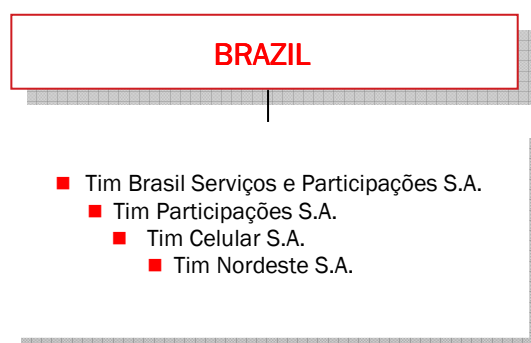 BRAZIL
Tim Brasil Serviços e Participações S.A.
Tim Participações S.A.
Tim Celular S.A.
Tim Nordeste S.A.